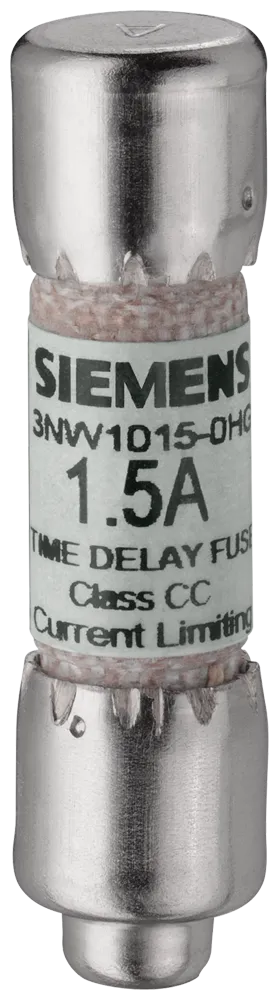 SIEMENS
3NW1015-0HG
1.5A
TIME DELAY FUSE
Class CC
Current Limiting